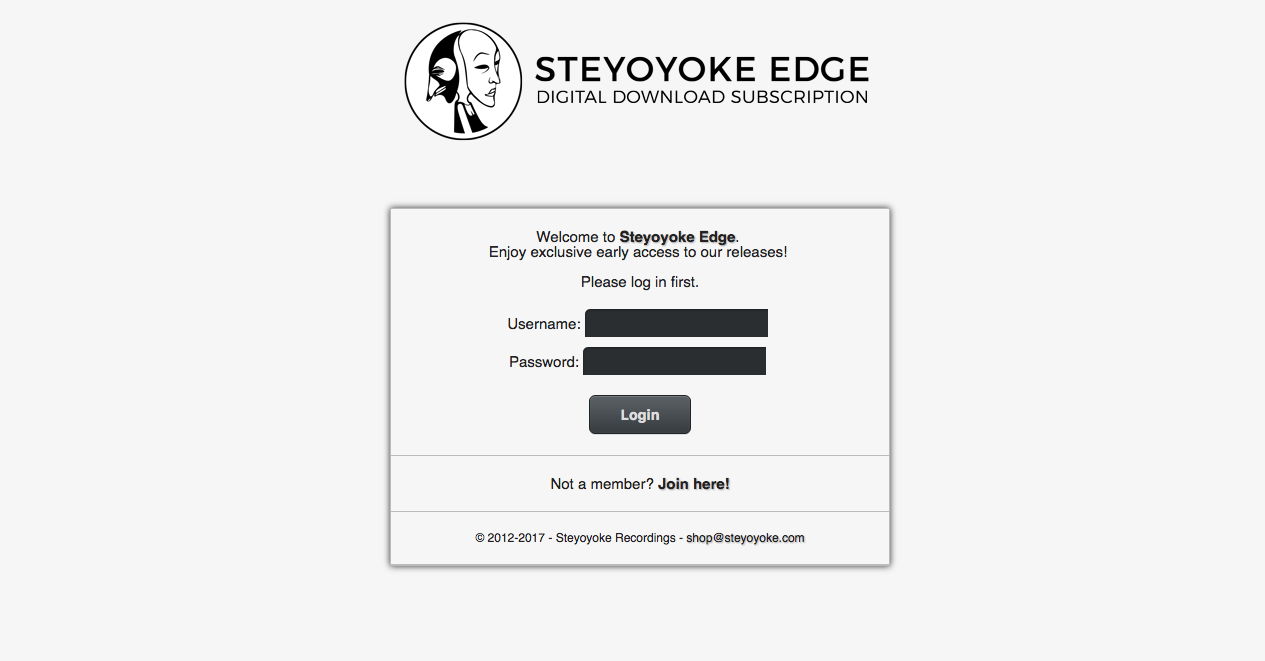 STEYOYOKE EDGE
DIGITAL DOWNLOAD SUBSCRIPTION
Welcome to Steyoyoke Edge.
Enjoy exclusive early access to our releases!
Please log in first.
Username:
Password:
Login
Not a member? Join here!
© 2012-2017 - Steyoyoke Recordings - shop@steyoyoke.com